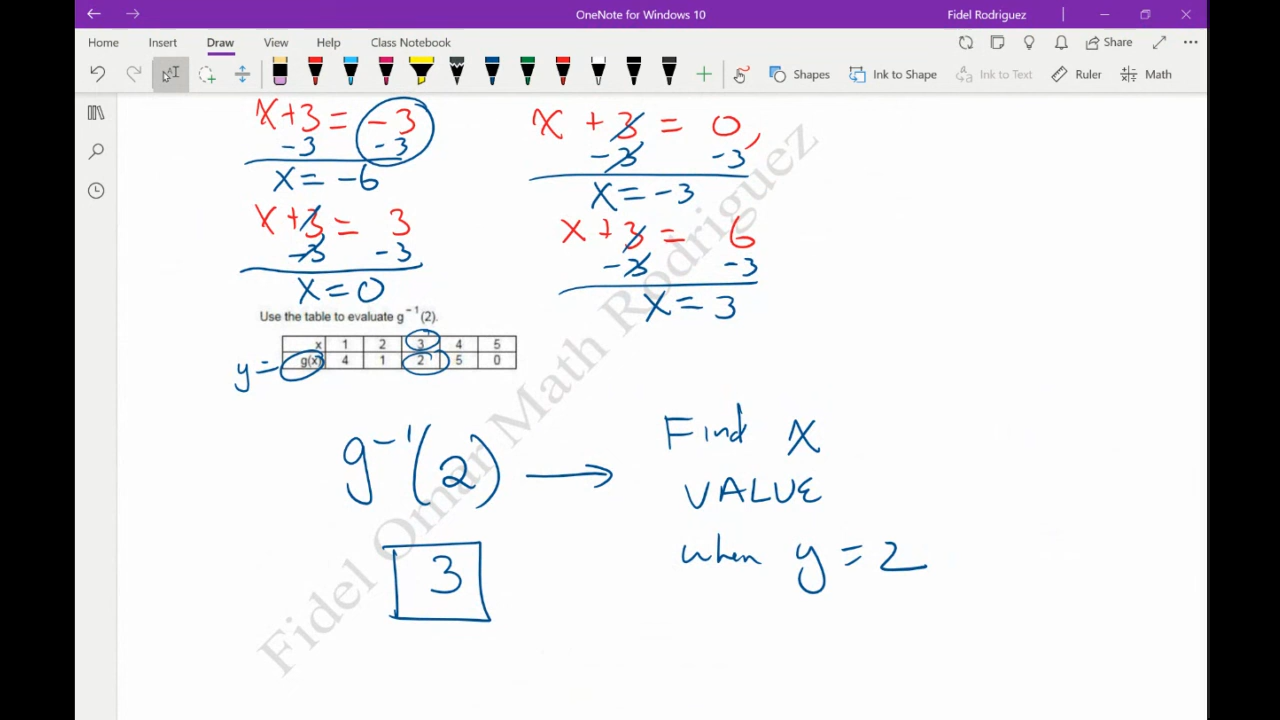 OneNote for Windows 10
Fidel Rodriguez
Home Insert Draw View Help Class Notebook
Share
Shapes Ink to Shape Ink to Text Ruler Math
x+3 = -3
-3 -3
x = -6
x + 3 = 0,
-3 -3
x = -3
x+3 = 3
-3 -3
x = 0
x + 3 = 6
-3 -3
x = 3
Use the table to evaluate g⁻¹(2).
x 1 2 3 4 5
y = g(x) 4 1 2 5 0
g⁻¹(2) → Find X
VALUE
when y = 2
3
Fidel Omar Math Rodriguez